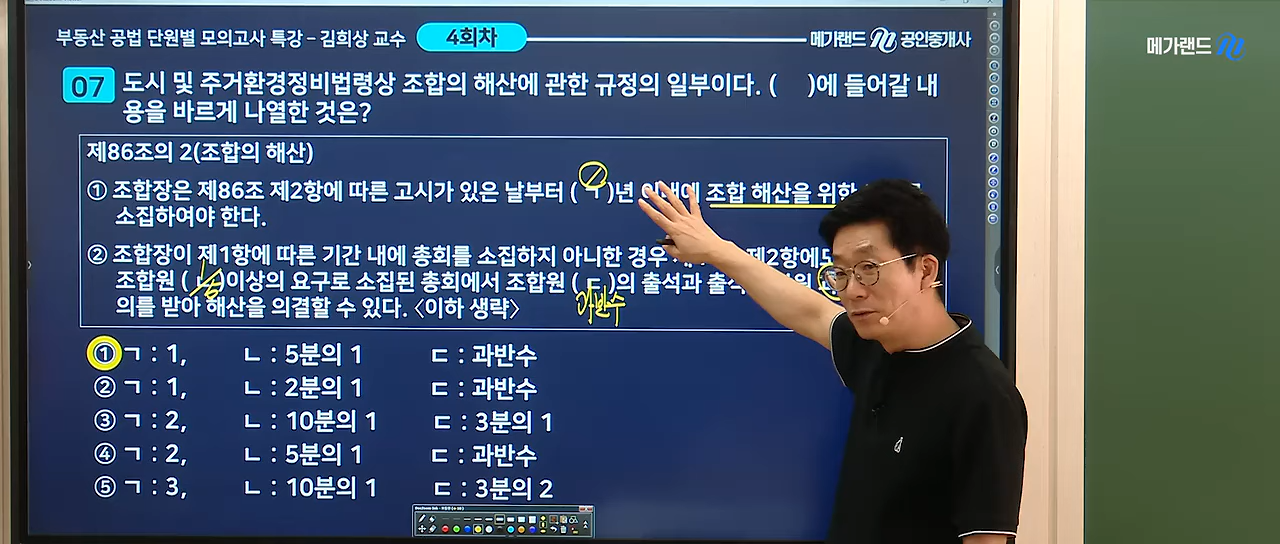 부동산 공법 단원별 모의고사 특강 – 김희상 교수 4회차 메가랜드 공인중개사
메가랜드
07 도시 및 주거환경정비법령상 조합의 해산에 관한 규정의 일부이다. ( )에 들어갈 내
용을 바르게 나열한 것은?
제86조의 2(조합의 해산)
① 조합장은 제86조 제2항에 따른 고시가 있은 날부터 ( ㄱ )년 이내에 조합 해산을 위한
소집하여야 한다.
② 조합장이 제1항에 따른 기간 내에 총회를 소집하지 아니한 경우 제2항에도
조합원 ( ㄴ )이상의 요구로 소집된 총회에서 조합원 ( ㄷ )의 출석과 출석
과반수
의를 받아 해산을 의결할 수 있다. <이하 생략>
① ㄱ : 1, ㄴ : 5분의 1 ㄷ : 과반수
② ㄱ : 1, ㄴ : 2분의 1 ㄷ : 과반수
③ ㄱ : 2, ㄴ : 10분의 1 ㄷ : 3분의 1
④ ㄱ : 2, ㄴ : 5분의 1 ㄷ : 과반수
⑤ ㄱ : 3, ㄴ : 10분의 1 ㄷ : 3분의 2